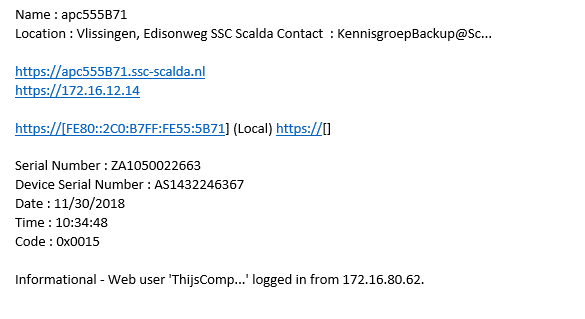 Name : apc555B71
Location : Vlissingen, Edisonweg SSC Scalda Contact  : KennisgroepBackup@Sc...
https://apc555B71.ssc-scalda.nl
https://172.16.12.14
https://[FE80::2C0:B7FF:FE55:5B71] (Local) https://[]
Serial Number : ZA1050022663
Device Serial Number : AS1432246367
Date : 11/30/2018
Time : 10:34:48
Code : 0x0015
Informational - Web user 'ThijsComp...' logged in from 172.16.80.62.